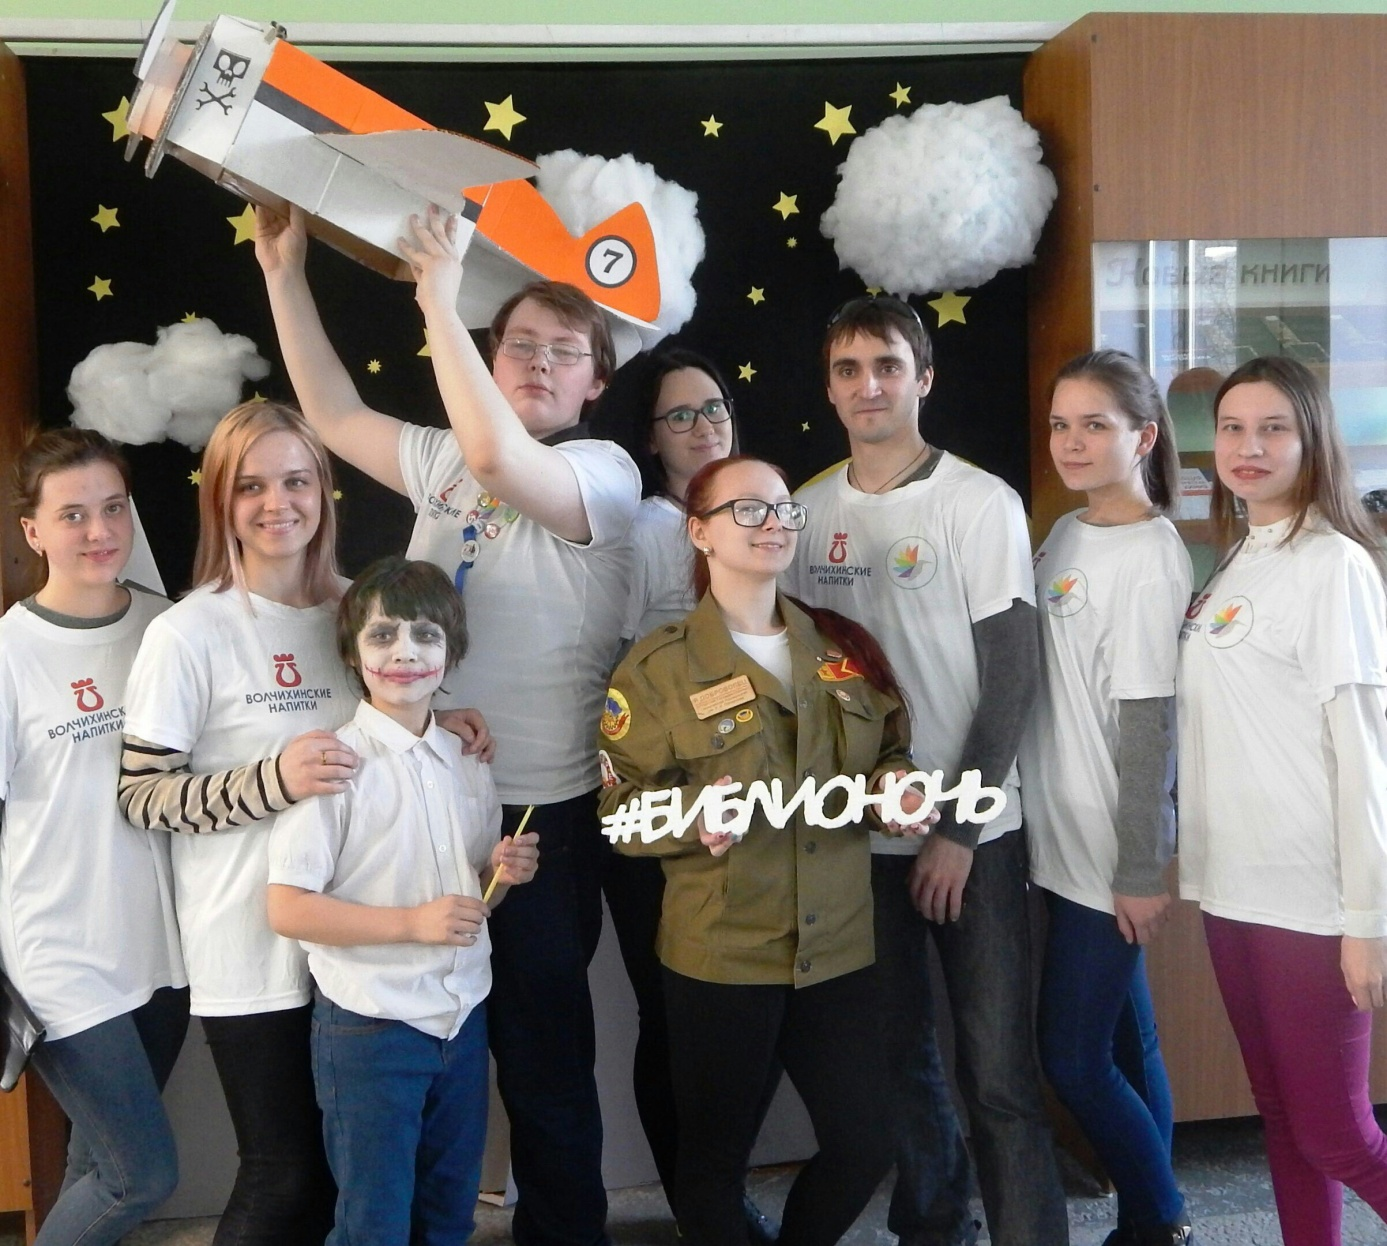 7
Новые книги
ВОЛЧИХИНСКИЕ
НАПИТКИ
ВОЛЧИХИНСКИЕ
НАПИТКИ
ВОЛЧИХИНСКИЕ
НАПИТКИ
#БИБЛИОНОЧЬ